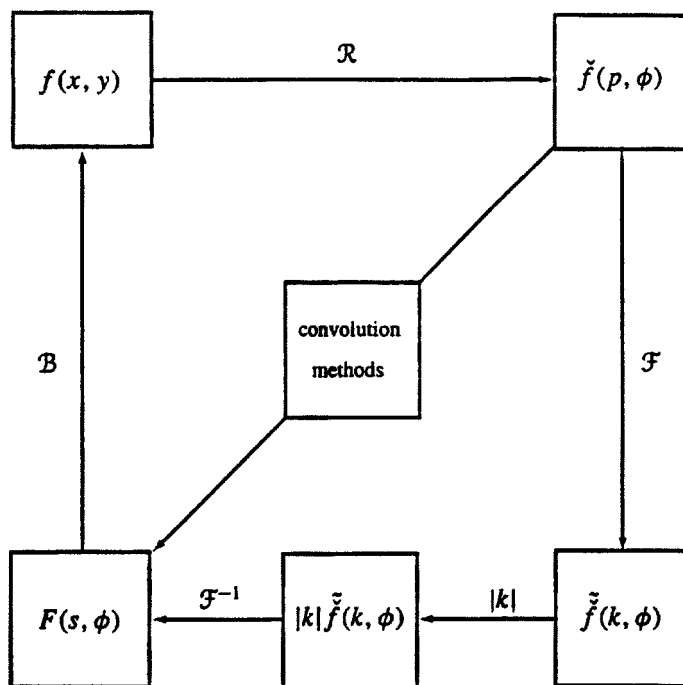 f(x, y)
ℛ
f̌(p, ϕ)
convolution
methods
ℬ
ℱ
F(s, ϕ)
ℱ⁻¹
|k| f̌̃(k, ϕ)
|k|
f̌̃(k, ϕ)